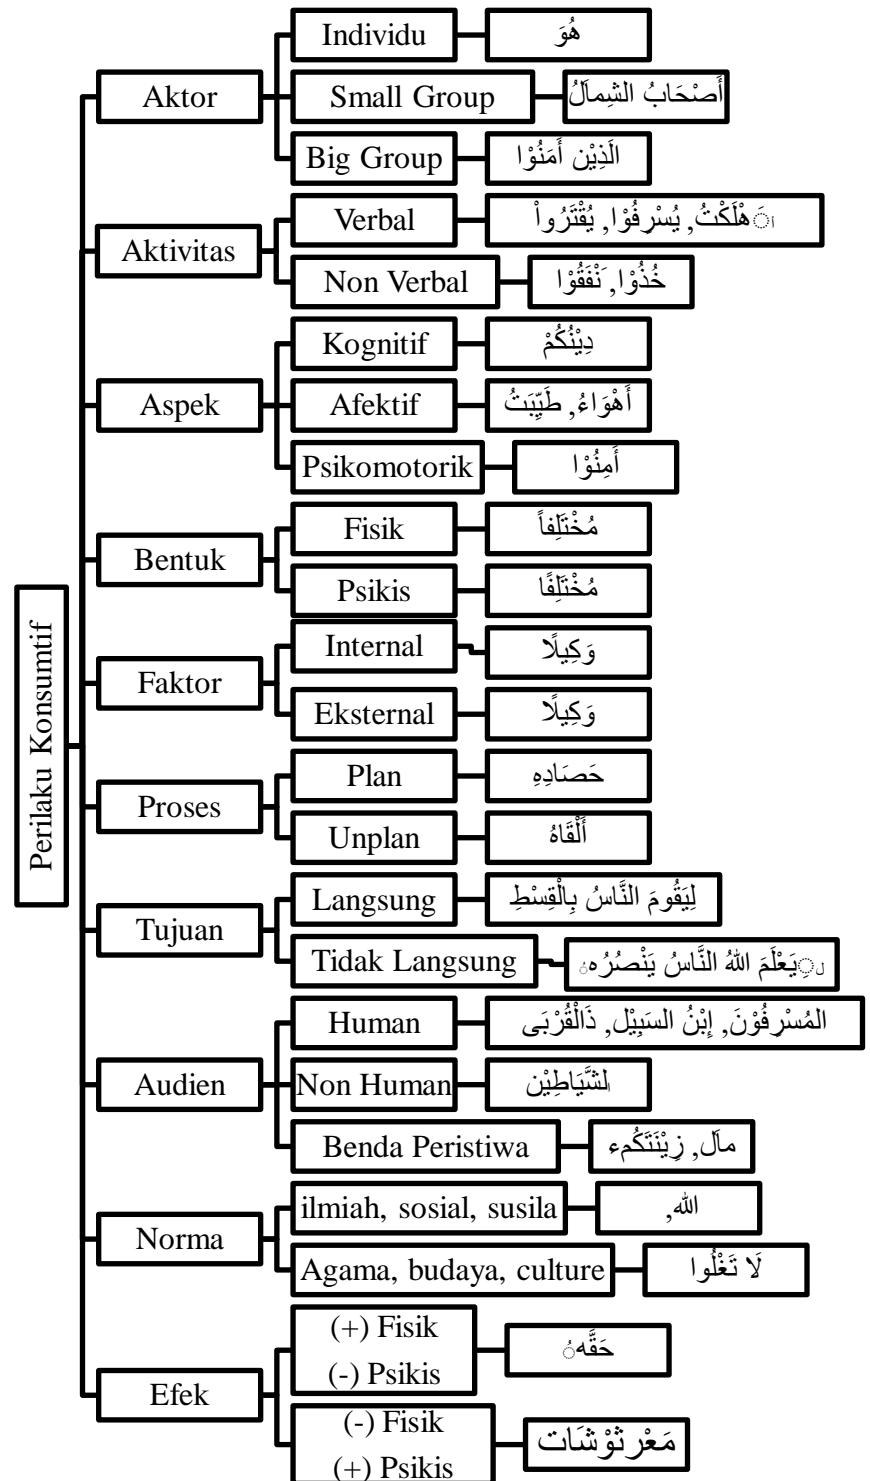 Perilaku Konsumtif
Aktor
Individu
هُوَ
Small Group
أَصْحَابُ الشِمَالُ
Big Group
الَذِيْن أَمَنُوْا
Aktivitas
Verbal
اَهْلَكْتُ, يُسْرِفُوْا, يُقْتَرُواْ
Non Verbal
خُذُوْا, َنْفَقُوْا
Aspek
Kognitif
دِيْنُكُمْ
Afektif
أَهْوَاءُ, طَيِّبَتُ
Psikomotorik
أَمِنُوْا
Bentuk
Fisik
مُخْتَلِفاً
Psikis
مُخْتَلِفًا
Faktor
Internal
وَكِيلًا
Eksternal
وَكِيلًا
Proses
Plan
حَصَادِهِ
Unplan
أَلْقَاهُ
Tujuan
Langsung
لِيَقُومَ النَّاسُ بِالْقِسْطِ
Tidak Langsung
لِيَعْلَمَ اللهُ النَّاسُ يَنْصُرُهُ
Audien
Human
المُسْرِفُوْنَ, إِبْنُ السَبِيْل, ذَالْقُرْبَى
Non Human
الشَّيَاطِيْن
Benda Peristiwa
مآل, زِيْنَتَكُمء
Norma
ilmiah, sosial, susila
الله,
Agama, budaya, culture
لَا تَغْلُوا
Efek
(+) Fisik
(-) Psikis
حَقَّهُ
(-) Fisik
(+) Psikis